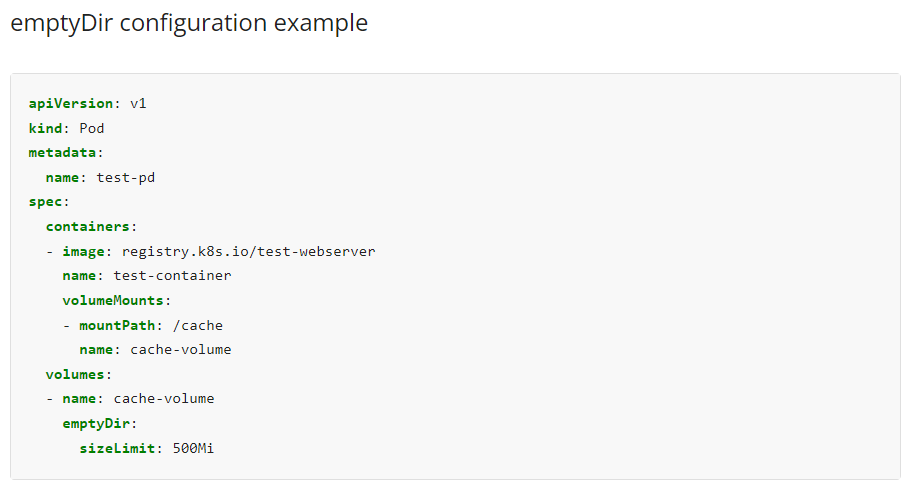 emptyDir configuration example
apiVersion: v1
kind: Pod
metadata:
  name: test-pd
spec:
  containers:
  - image: registry.k8s.io/test-webserver
    name: test-container
    volumeMounts:
    - mountPath: /cache
      name: cache-volume
  volumes:
  - name: cache-volume
    emptyDir:
      sizeLimit: 500Mi